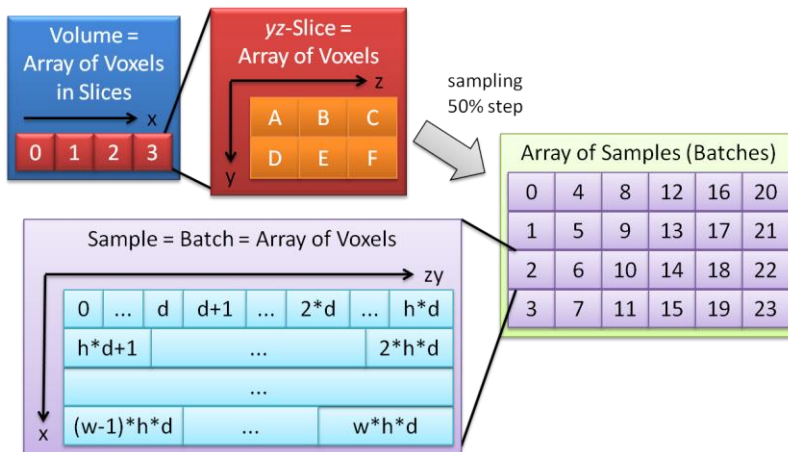 Volume =
Array of Voxels
in Slices
x
0 1 2 3
yz-Slice =
Array of Voxels
z
A B C
D E F
y
sampling
50% step
Array of Samples (Batches)
0 4 8 12 16 20
1 5 9 13 17 21
2 6 10 14 18 22
3 7 11 15 19 23
Sample = Batch = Array of Voxels
zy
0 ... d d+1 ... 2*d ... h*d
h*d+1 ... 2*h*d
...
(w-1)*h*d ... w*h*d
x